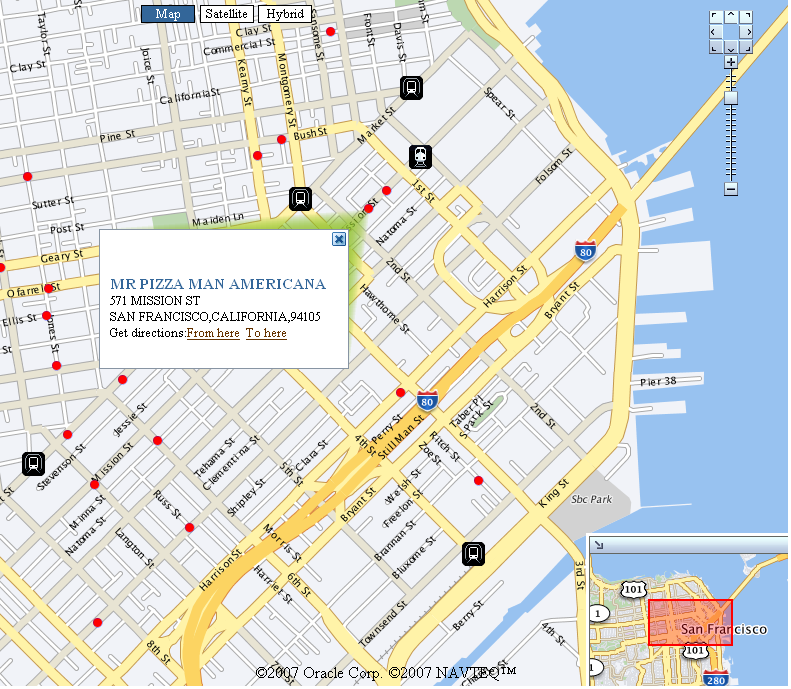 Map
Satellite
Hybrid
Taylor St
Joice St
Clay St
Clay St
Commercial St
Sansome St
Front St
Davis St
California St
Kearny St
Montgomery St
Pine St
Bush St
Market St
Spear St
Folsom St
1st St
Sutter St
Post St
Maiden Ln
Natoma St
Geary St
Ofarrell St
Ellis St
2nd St
Hawthorne St
Harrison St
Bryant St
80
MR PIZZA MAN AMERICANA
571 MISSION ST
SAN FRANCISCO,CALIFORNIA,94105
Get directions:From here To here
Pier 38
80
Jessie St
Stevenson St
Mission St
Minna St
Natoma St
Russ St
Langton St
Tehama St
Clementina St
Shipley St
Clara St
5th St
4th St
Perry St
Still Man St
Ritch St
Zoe St
Taber Pl
S Park St
2nd St
Welsh St
Freelon St
Bryant St
Brannan St
Bluxome St
King St
Sbc Park
Morris St
Harriet St
6th St
Harrison St
8th St
Townsend St
Berry St
3rd St
4th St
101
1
San Francisco
101
1
280
©2007 Oracle Corp. ©2007 NAVTEQ™